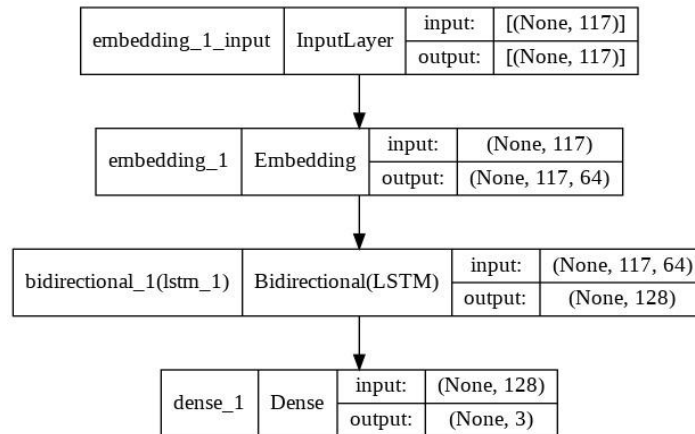 embedding_1_input InputLayer input: [(None, 117)]
output: [(None, 117)]
embedding_1 Embedding input: (None, 117)
output: (None, 117, 64)
bidirectional_1(lstm_1) Bidirectional(LSTM) input: (None, 117, 64)
output: (None, 128)
dense_1 Dense input: (None, 128)
output: (None, 3)